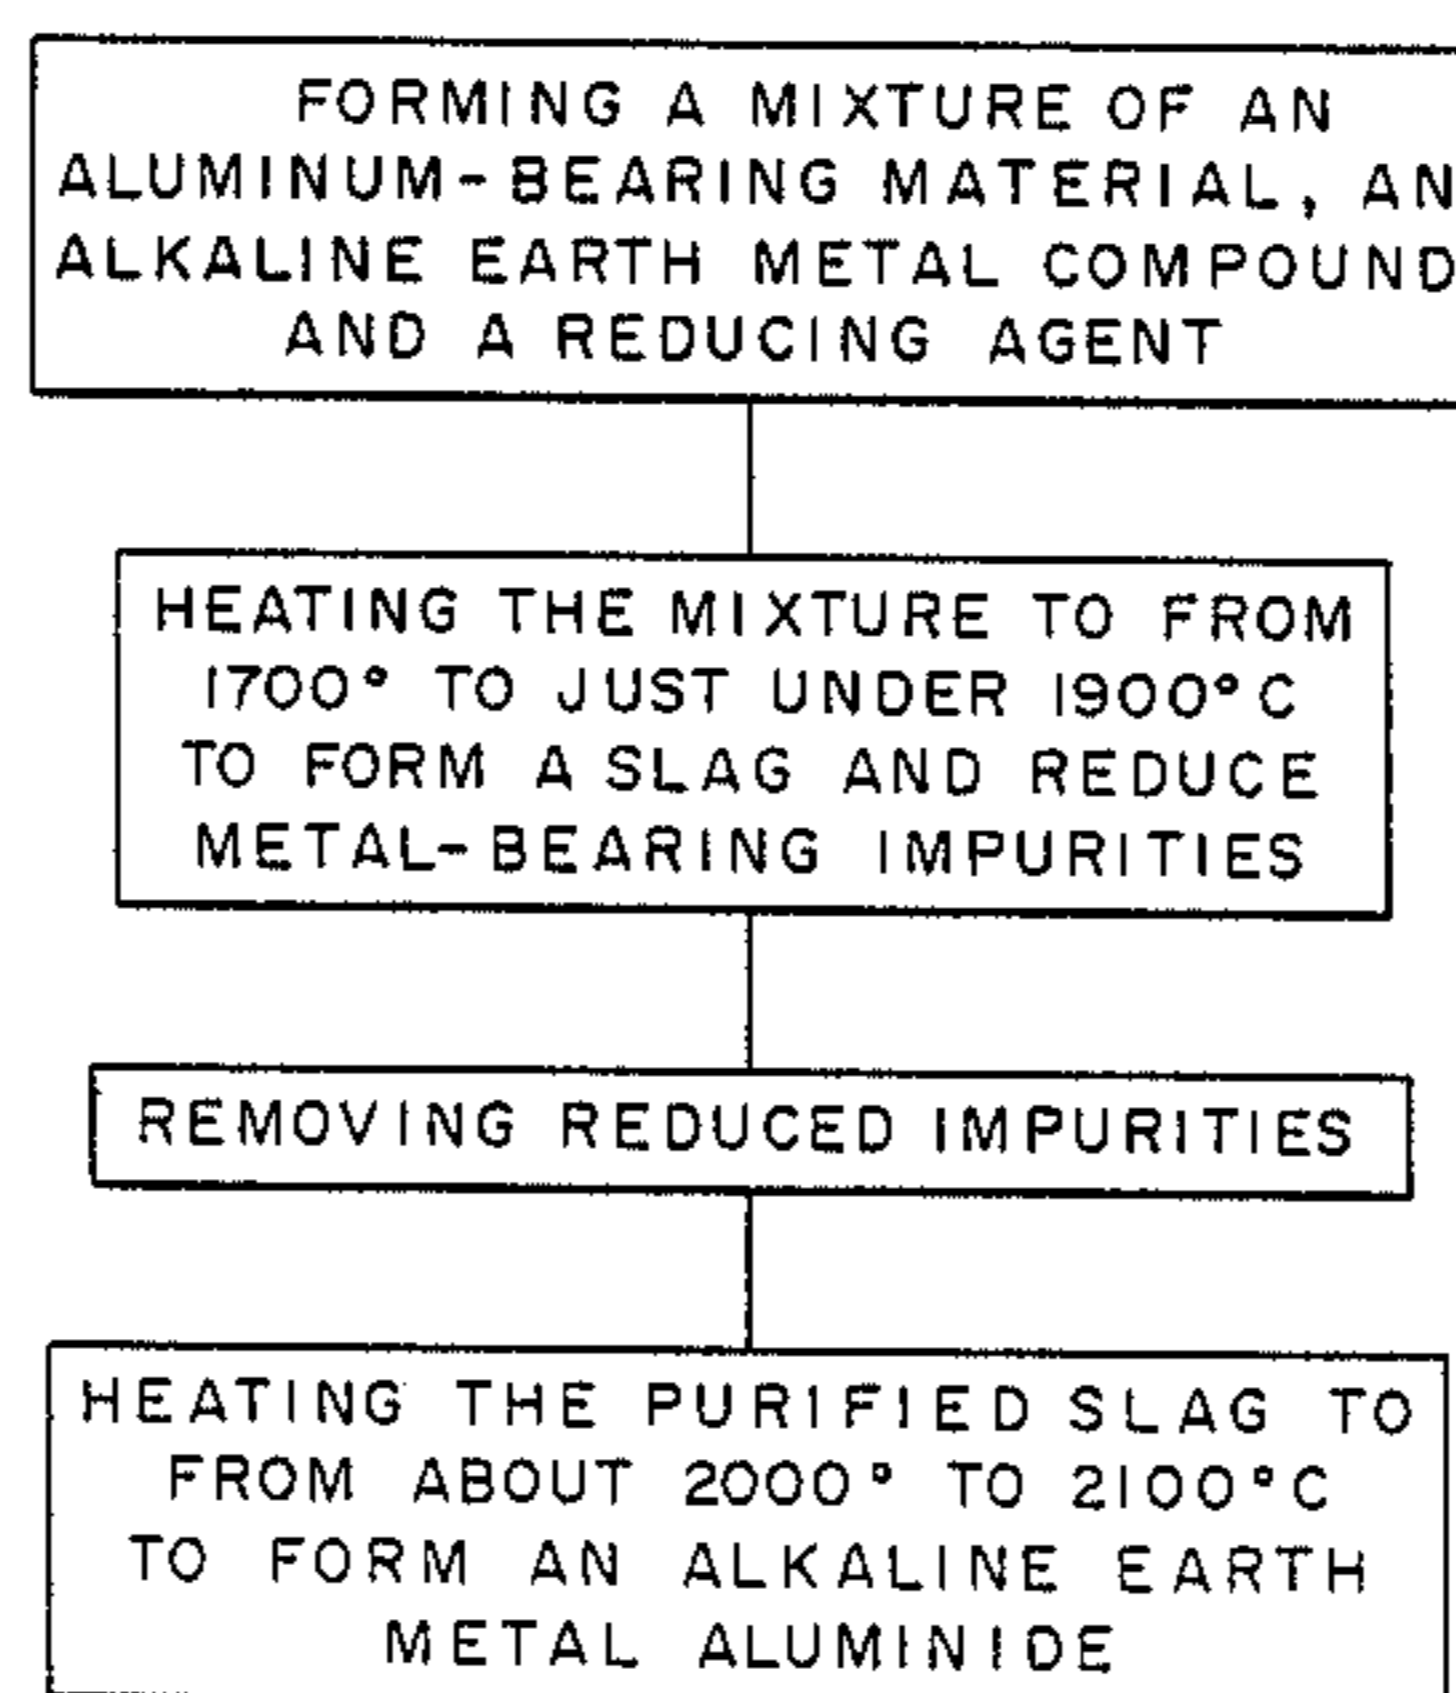 FORMING A MIXTURE OF AN
ALUMINUM-BEARING MATERIAL, AN
ALKALINE EARTH METAL COMPOUND
AND A REDUCING AGENT
HEATING THE MIXTURE TO FROM
1700° TO JUST UNDER 1900°C
TO FORM A SLAG AND REDUCE
METAL-BEARING IMPURITIES
REMOVING REDUCED IMPURITIES
HEATING THE PURIFIED SLAG TO
FROM ABOUT 2000° TO 2100°C
TO FORM AN ALKALINE EARTH
METAL ALUMINIDE